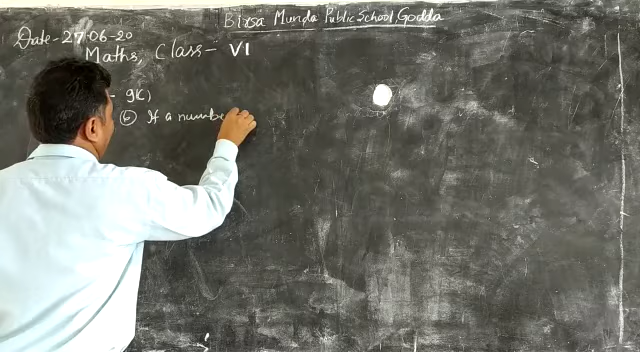 Birsa Munda Public School, Godda
Date-27.06-20
Maths, Class- VI
- 9(C)
(b) If a numbe